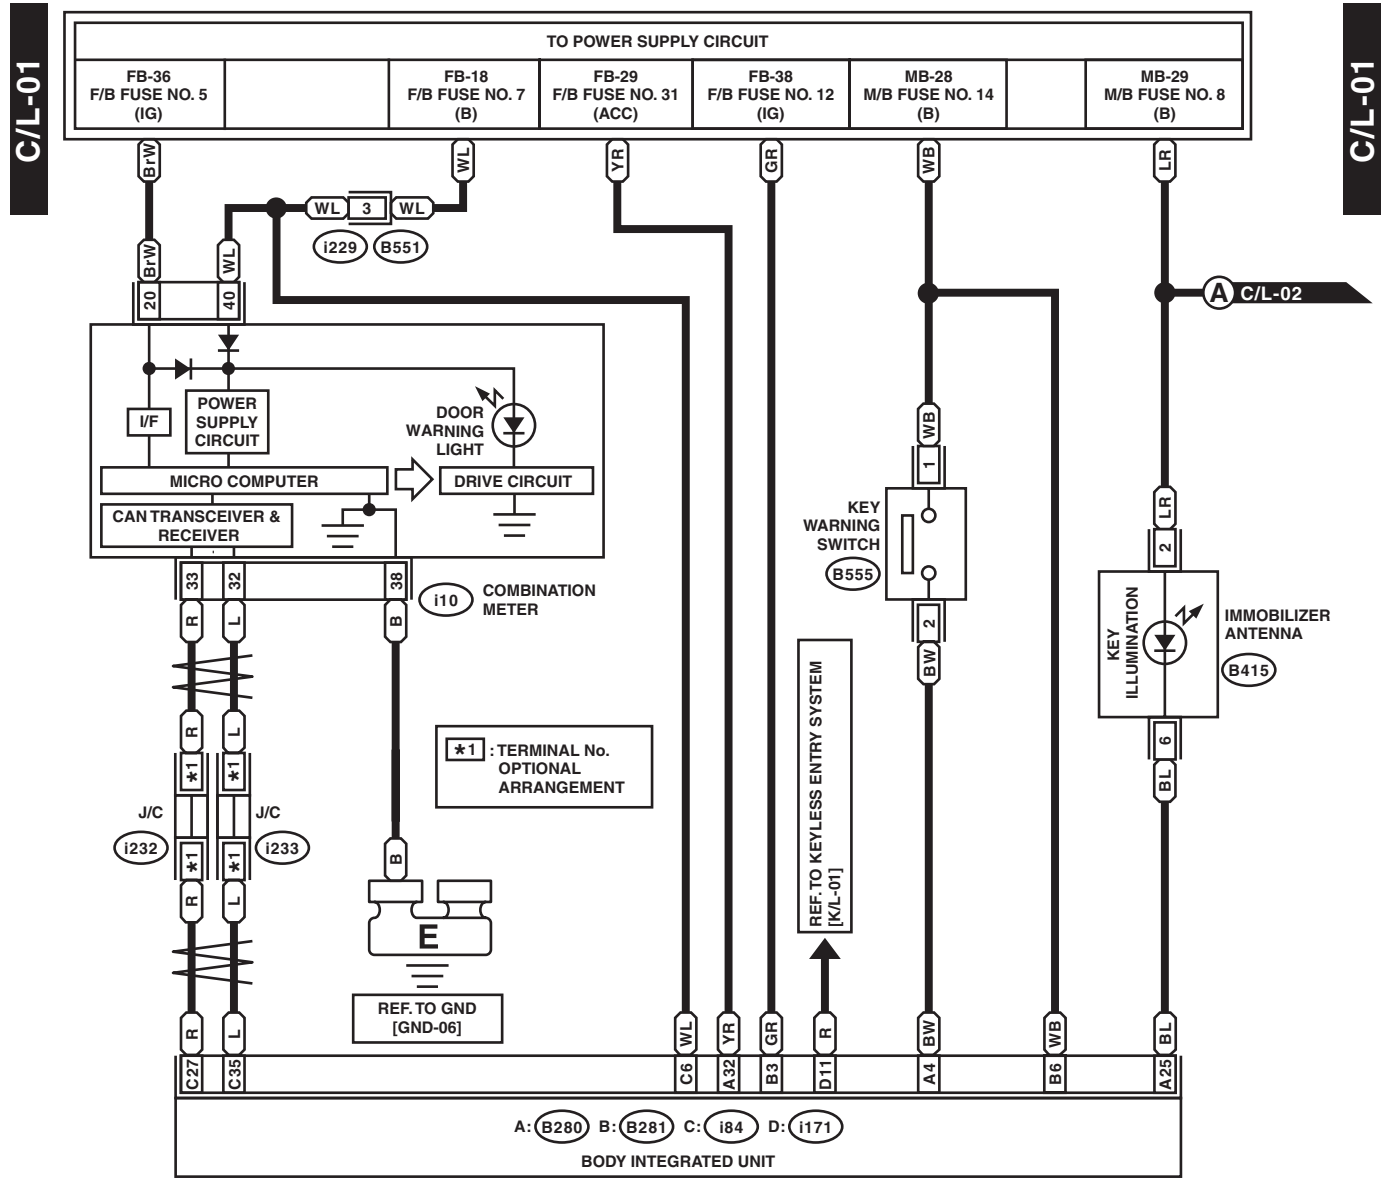 C/L-01
C/L-01
TO POWER SUPPLY CIRCUIT
FB-36
F/B FUSE NO. 5
(IG)
FB-18
F/B FUSE NO. 7
(B)
FB-29
F/B FUSE NO. 31
(ACC)
FB-38
F/B FUSE NO. 12
(IG)
MB-28
M/B FUSE NO. 14
(B)
MB-29
M/B FUSE NO. 8
(B)
BrW
WL
YR
GR
WB
LR
WL
3
WL
i229
B551
BrW
WL
20
40
A
C/L-02
I/F
POWER
SUPPLY
CIRCUIT
DOOR
WARNING
LIGHT
MICRO COMPUTER
DRIVE CIRCUIT
CAN TRANSCEIVER &
RECEIVER
WB
1
KEY
WARNING
SWITCH
B555
2
BW
LR
2
KEY
ILLUMINATION
IMMOBILIZER
ANTENNA
B415
6
BL
33
32
38
i10
COMBINATION
METER
R
L
B
R
L
*1
*1
J/C
J/C
i232
i233
*1
*1
R
L
*1
: TERMINAL No.
OPTIONAL
ARRANGEMENT
B
E
REF. TO GND
[GND-06]
REF. TO KEYLESS ENTRY SYSTEM
[K/L-01]
R
L
WL
YR
GR
R
BW
WB
BL
C27
C35
C6
A32
B3
D11
A4
B6
A25
A: B280 B: B281 C: i84 D: i171
BODY INTEGRATED UNIT